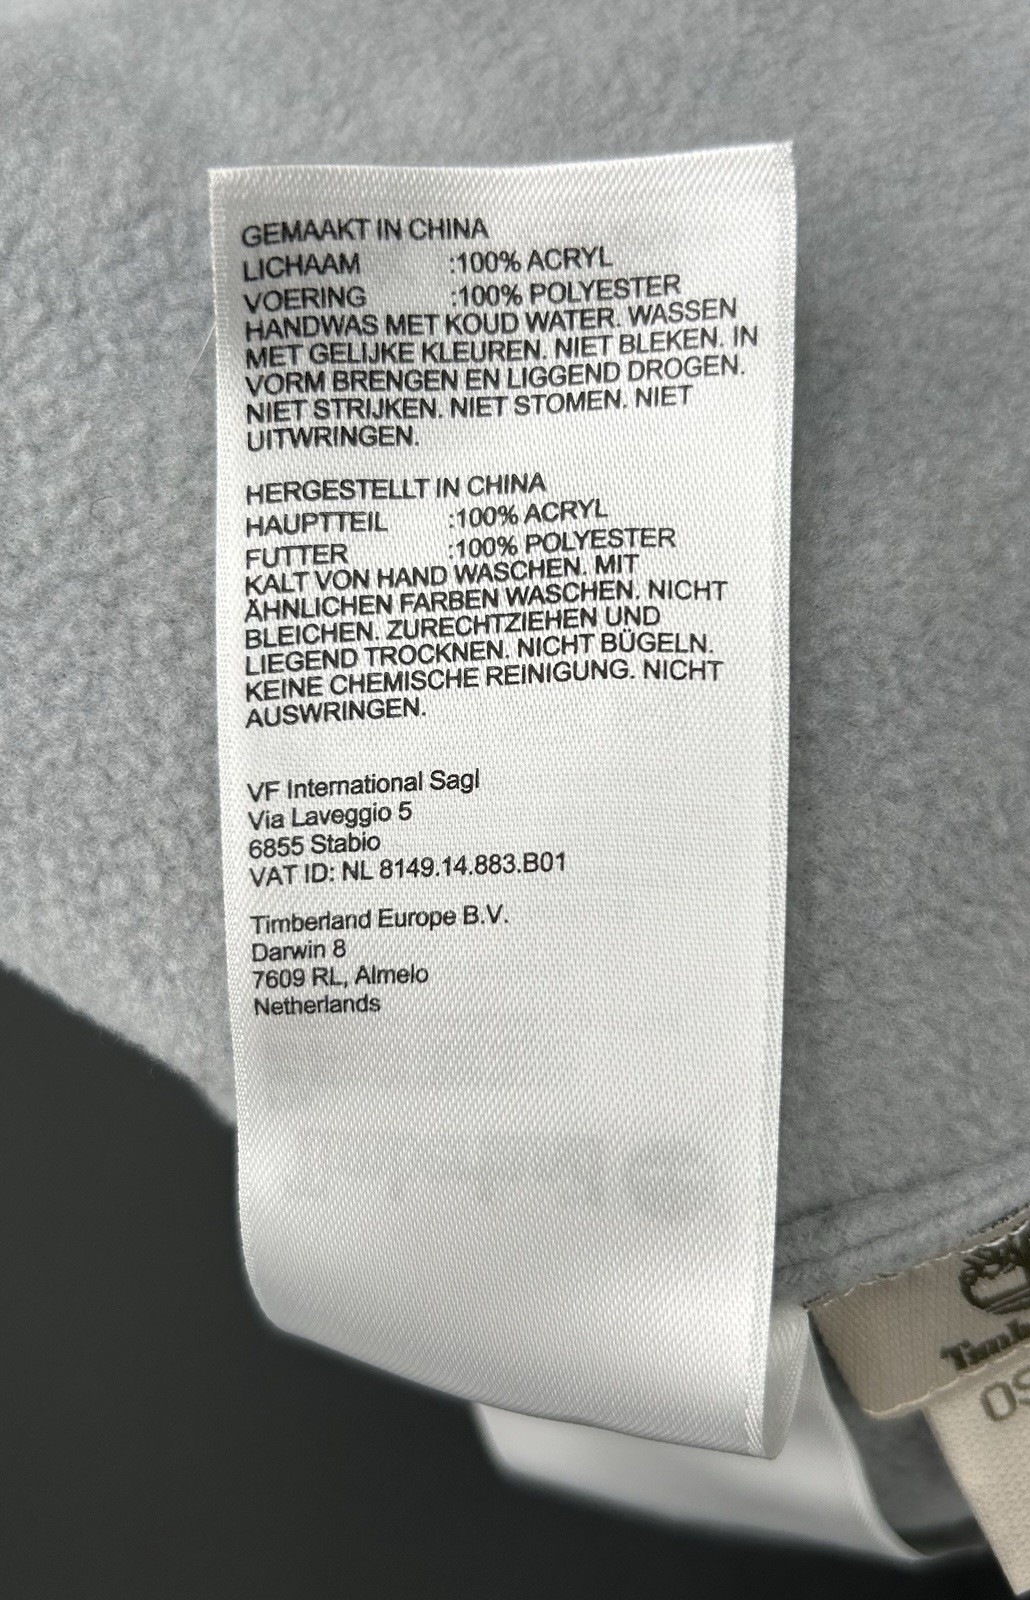 GEMAAKT IN CHINA
LICHAAM :100% ACRYL
VOERING :100% POLYESTER
HANDWAS MET KOUD WATER. WASSEN
MET GELIJKE KLEUREN. NIET BLEKEN. IN
VORM BRENGEN EN LIGGEND DROGEN.
NIET STRIJKEN. NIET STOMEN. NIET
UITWRINGEN.
HERGESTELLT IN CHINA
HAUPTTEIL :100% ACRYL
FUTTER :100% POLYESTER
KALT VON HAND WASCHEN. MIT
ÄHNLICHEN FARBEN WASCHEN. NICHT
BLEICHEN. ZURECHTZIEHEN UND
LIEGEND TROCKNEN. NICHT BÜGELN.
KEINE CHEMISCHE REINIGUNG. NICHT
AUSWRINGEN.
VF International Sagl
Via Laveggio 5
6855 Stabio
VAT ID: NL 8149.14.883.B01
Timberland Europe B.V.
Darwin 8
7609 RL, Almelo
Netherlands